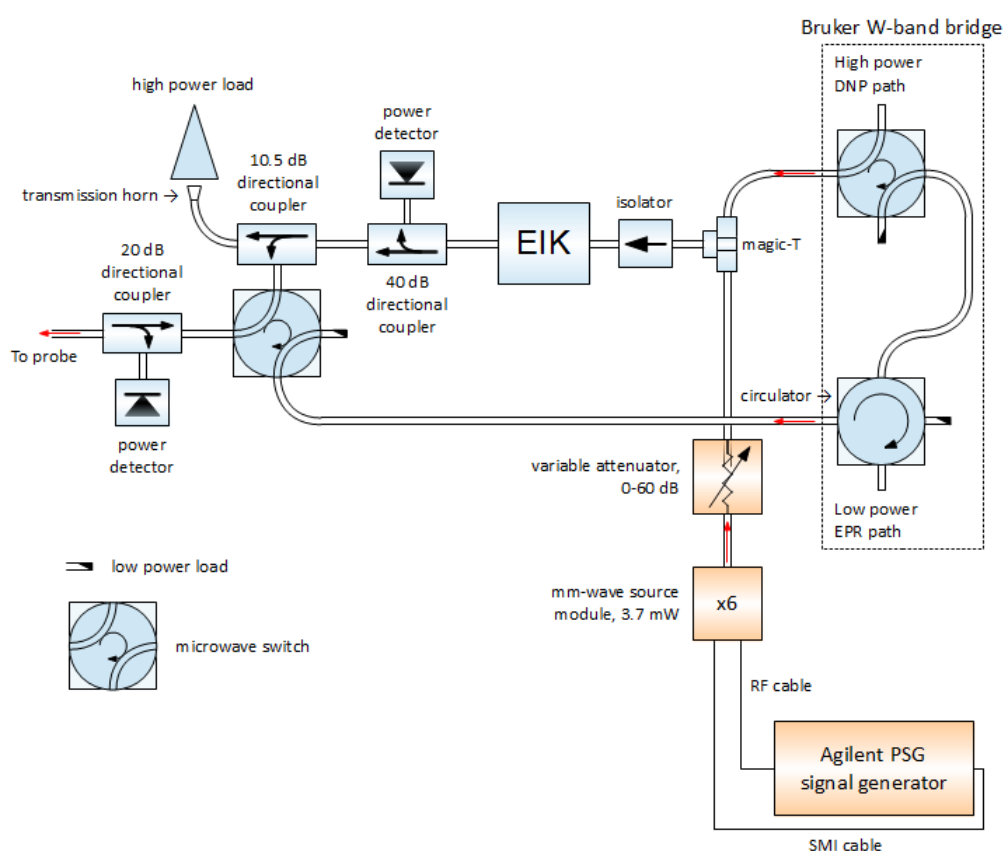 Bruker W-band bridge
High power
DNP path
high power load
power
detector
10.5 dB
directional
coupler
transmission horn →
isolator
EIK
magic-T
20 dB
directional
coupler
40 dB
directional
coupler
To probe
circulator →
power
detector
variable attenuator,
0-60 dB
Low power
EPR path
low power load
mm-wave source
module, 3.7 mW
x6
microwave switch
RF cable
Agilent PSG
signal generator
SMI cable